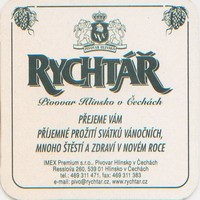 RYCHTÁŘ
Pivovar Hlinsko v Čechách
PŘEJEME VÁM
PŘÍJEMNÉ PROŽITÍ SVÁTKŮ VÁNOČNÍCH,
MNOHO ŠTĚSTÍ A ZDRAVÍ V NOVÉM ROCE
IMEX Premium s.r.o., Pivovar Hlinsko v Čechách
Resslova 260, 539 01 Hlinsko v Čechách
tel.: 469 311 471, fax: 469 311 383
e-mail: pivo@rychtar.cz, www.rychtar.cz